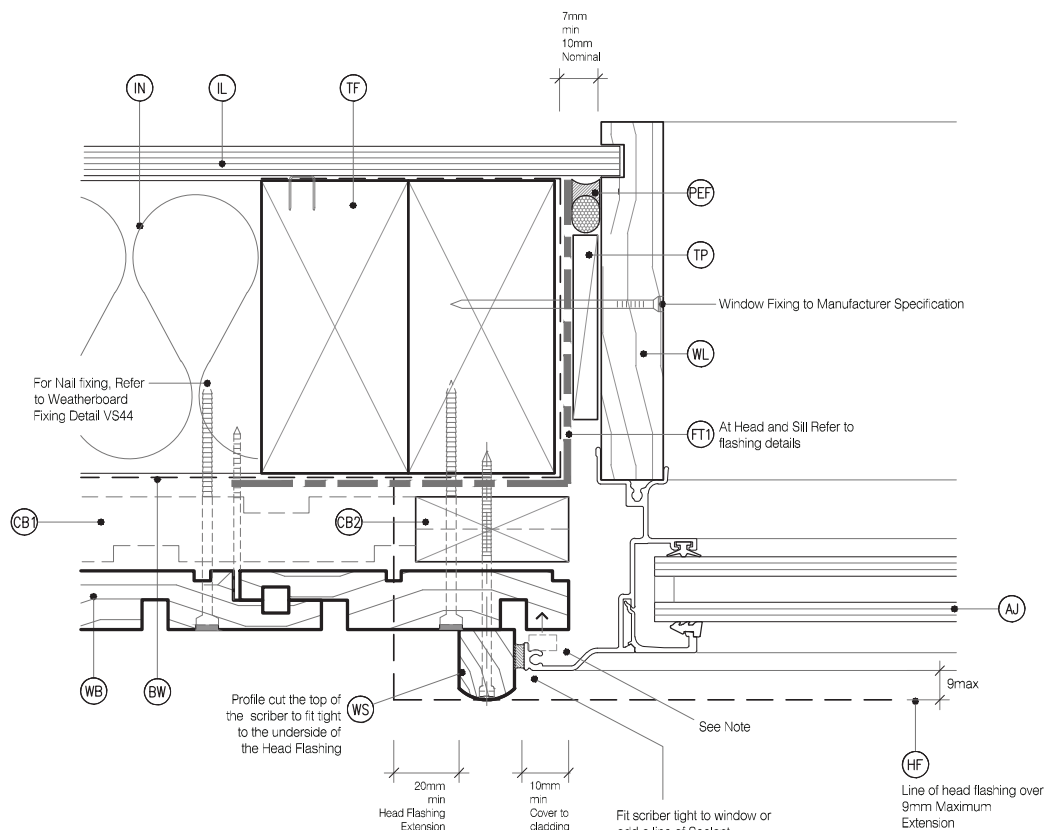 7mm
min
10mm
Nominal
IN
IL
TF
PEF
TP
Window Fixing to Manufacturer Specification
WL
For Nail fixing, Refer
to Weatherboard
Fixing Detail VS44
FT1
At Head and Sill Refer to
flashing details
CB1
CB2
AJ
WB
BW
9max
Profile cut the top of
the scriber to fit tight
to the underside of
the Head Flashing
WS
See Note
HF
Line of head flashing over
9mm Maximum
Extension
20mm
min
Head Flashing
Extension
10mm
min
Cover to
cladding
Fit scriber tight to window or
add a line of Sealant